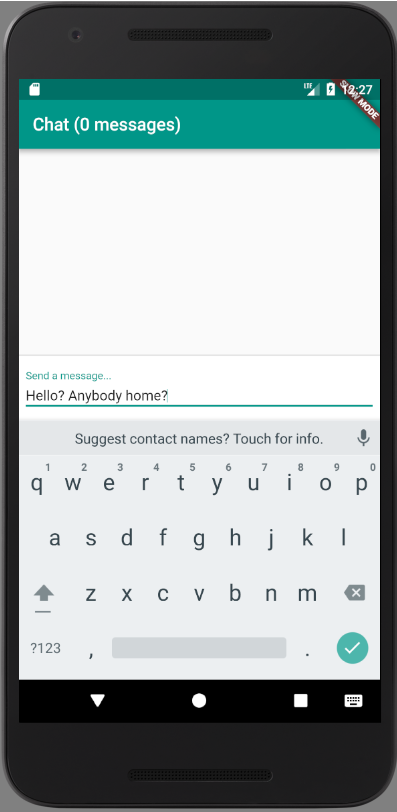 LTE 12:27
SLOW MODE
Chat (0 messages)
Send a message...
Hello? Anybody home?
Suggest contact names? Touch for info.
1 2 3 4 5 6 7 8 9 0
q w e r t y u i o p
a s d f g h j k l
z x c v b n m
?123 , .